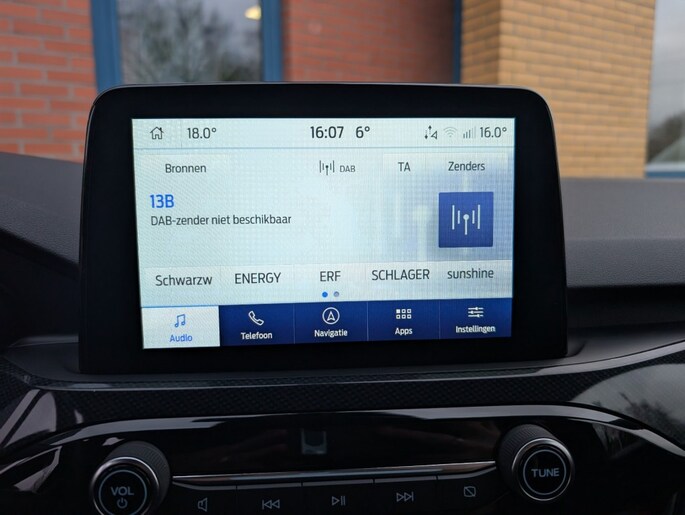 18.0° 16:07 6° 16.0°
Bronnen DAB TA Zenders
13B
DAB-zender niet beschikbaar
Schwarzw ENERGY ERF SCHLAGER sunshine
Audio Telefoon Navigatie Apps Instellingen
VOL TUNE